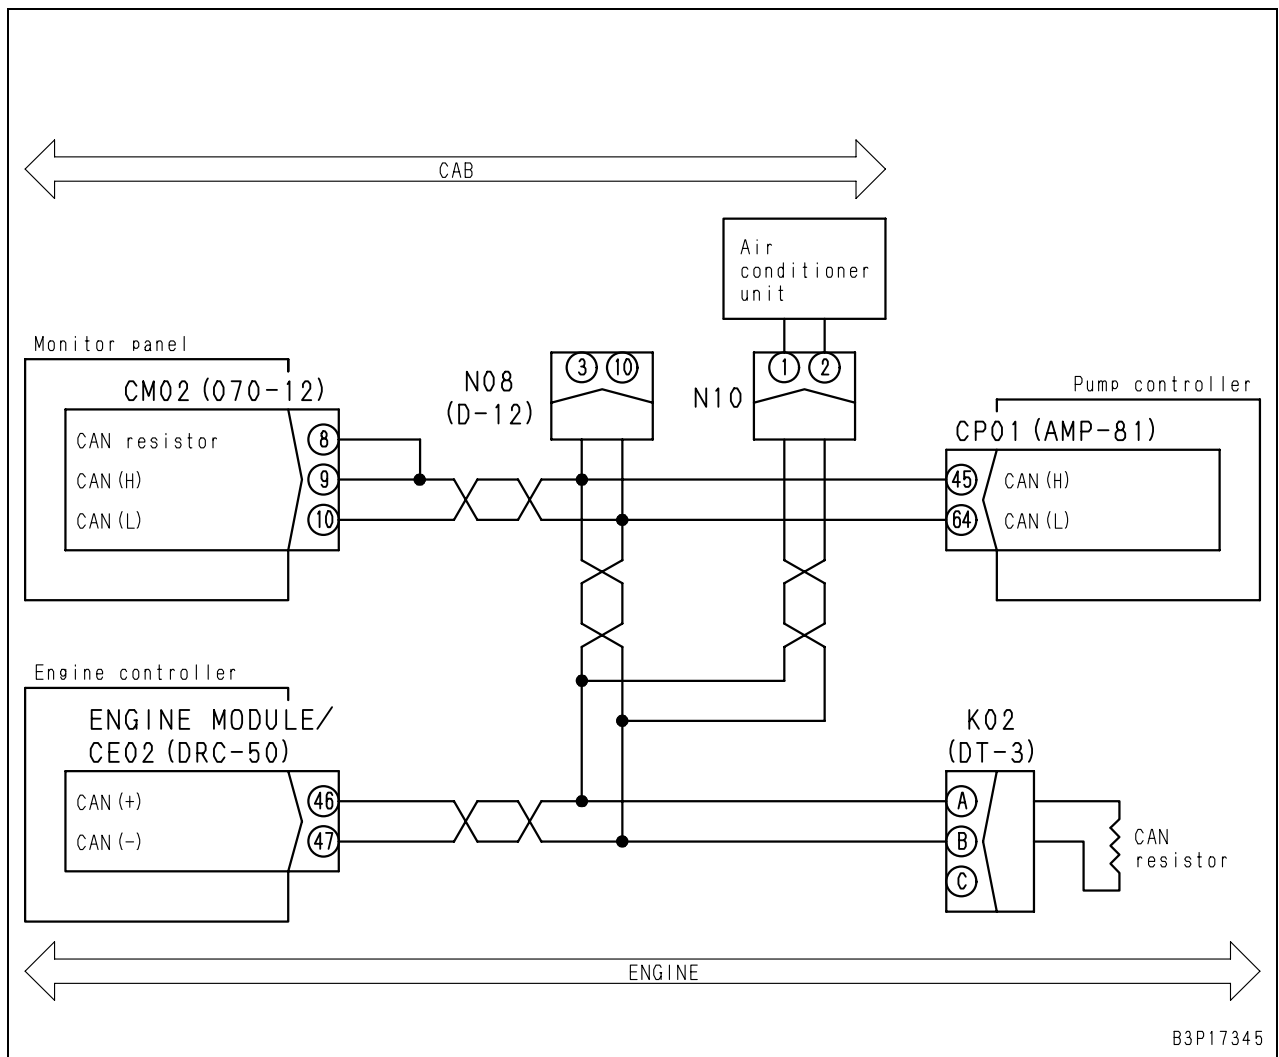 CAB
Air
conditioner
unit
Monitor panel
CM02 (070-12)
CAN resistor
8
CAN (H)
9
CAN (L)
10
N08
(D-12)
3
10
N10
1
2
Pump controller
CP01 (AMP-81)
45
CAN (H)
64
CAN (L)
Engine controller
ENGINE MODULE/
CE02 (DRC-50)
CAN (+)
46
CAN (-)
47
K02
(DT-3)
A
B
C
CAN
resistor
ENGINE
B3P17345